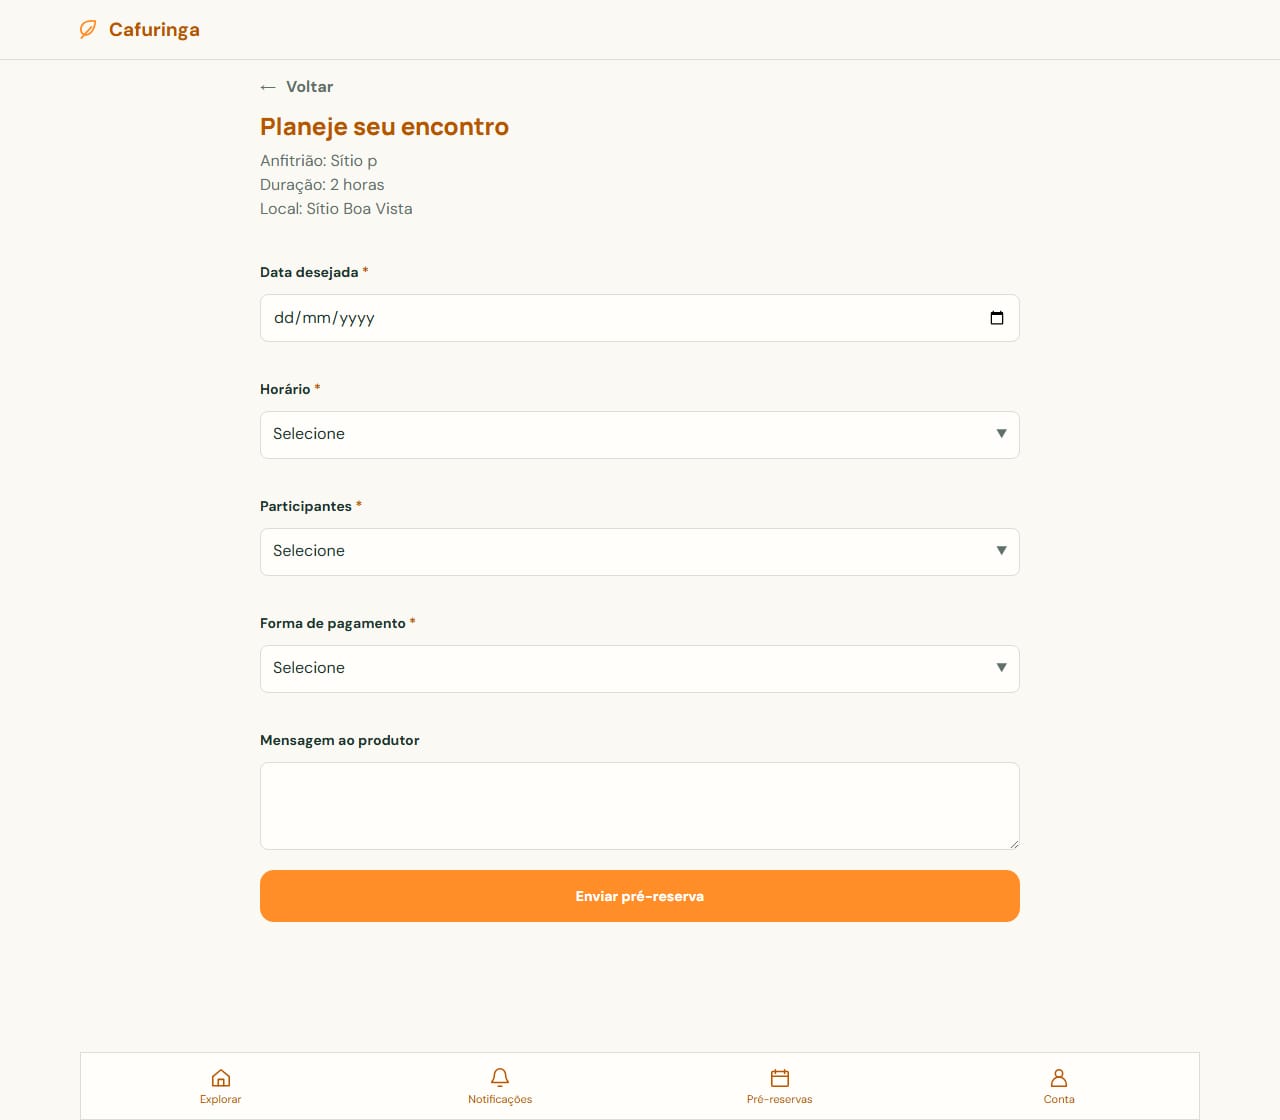 Cafuringa
← Voltar
Planeje seu encontro
Anfitrião: Sítio p
Duração: 2 horas
Local: Sítio Boa Vista
Data desejada *
dd/mm/yyyy
Horário *
Selecione
Participantes *
Selecione
Forma de pagamento *
Selecione
Mensagem ao produtor
Enviar pré-reserva
Explorar Notificações Pré-reservas Conta